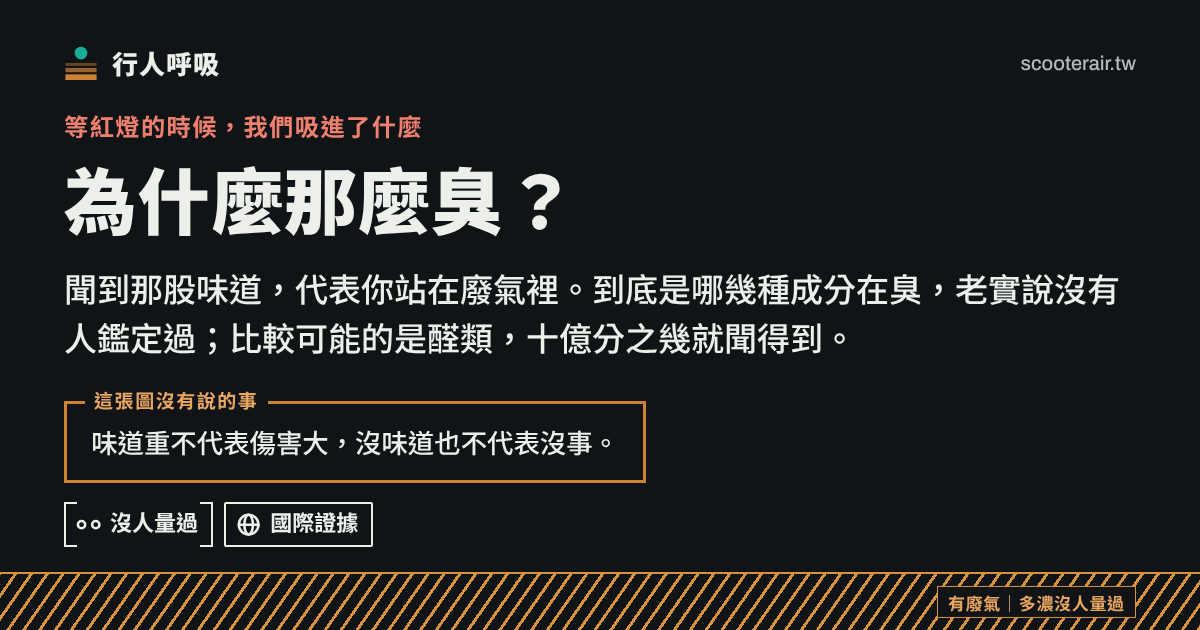 行人呼吸
scooterair.tw
等紅燈的時候，我們吸進了什麼
為什麼那麼臭？
聞到那股味道，代表你站在廢氣裡。到底是哪幾種成分在臭，老實說沒有
人鑑定過；比較可能的是醛類，十億分之幾就聞得到。
這張圖沒有說的事
味道重不代表傷害大，沒味道也不代表沒事。
沒人量過
國際證據
有廢氣｜多濃沒人量過